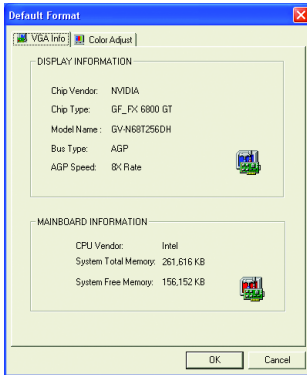 Default Format
VGA Info
Color Adjust
DISPLAY INFORMATION
Chip Vendor: NVIDIA
Chip Type: GF_FX 6800 GT
Model Name : GV-N68T256DH
Bus Type: AGP
AGP Speed: 8X Rate
MAINBOARD INFORMATION
CPU Vendor: Intel
System Total Memory: 261,616 KB
System Free Memory: 156,152 KB
OK Cancel